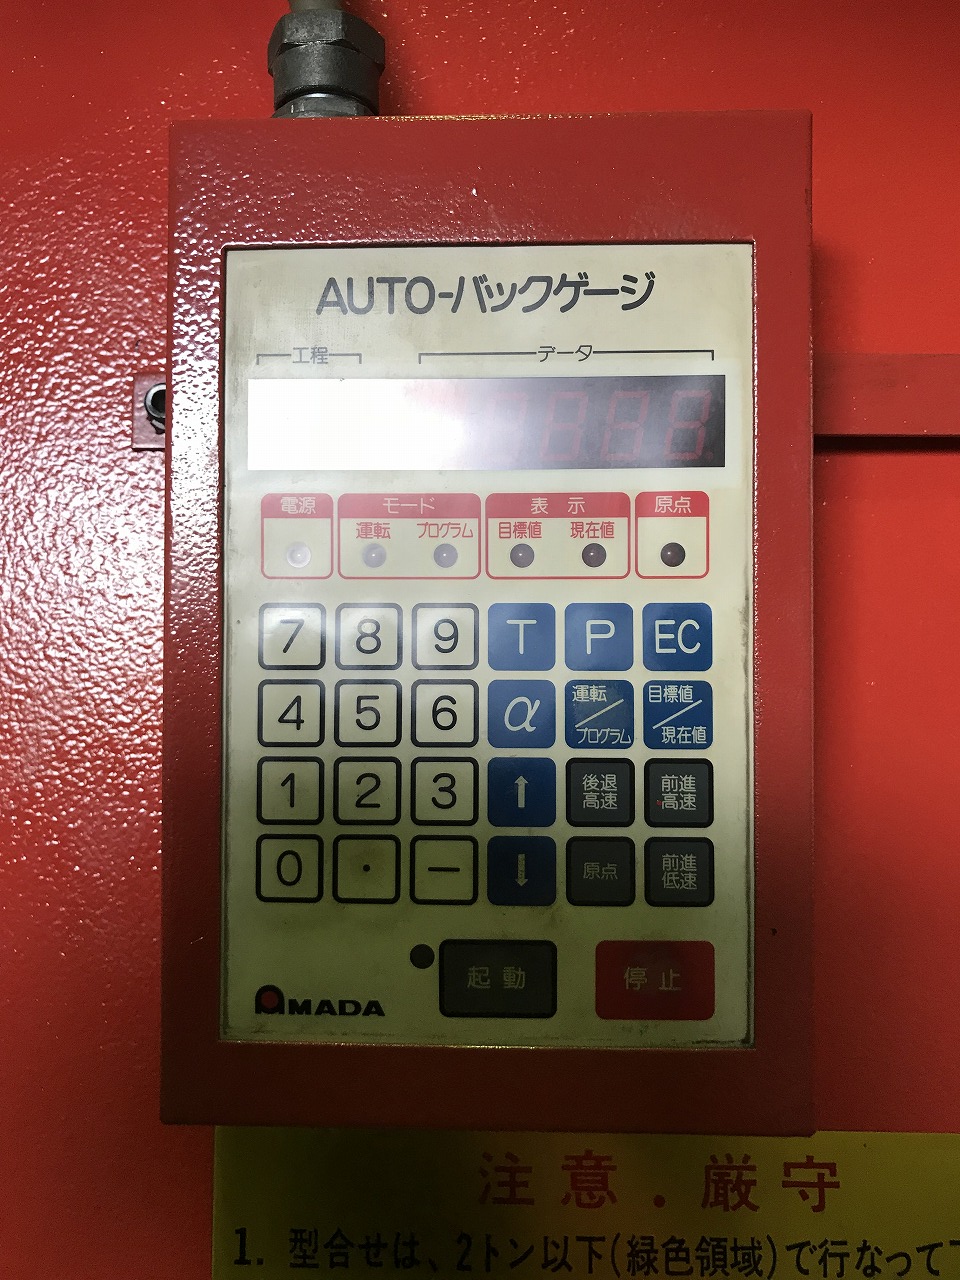 AUTO-バックゲージ
工程 データ
電源 モード 表示 原点
運転 プログラム 目標値 現在値
7 8 9 T P EC
4 5 6 α 運転/プログラム 目標値/現在値
1 2 3 ↑ 後退高速 前進高速
0 · — ↓ 原点 前進低速
起動 停止
AMADA
注意.厳守
1. 型合せは、2トン以下(緑色領域)で行なって